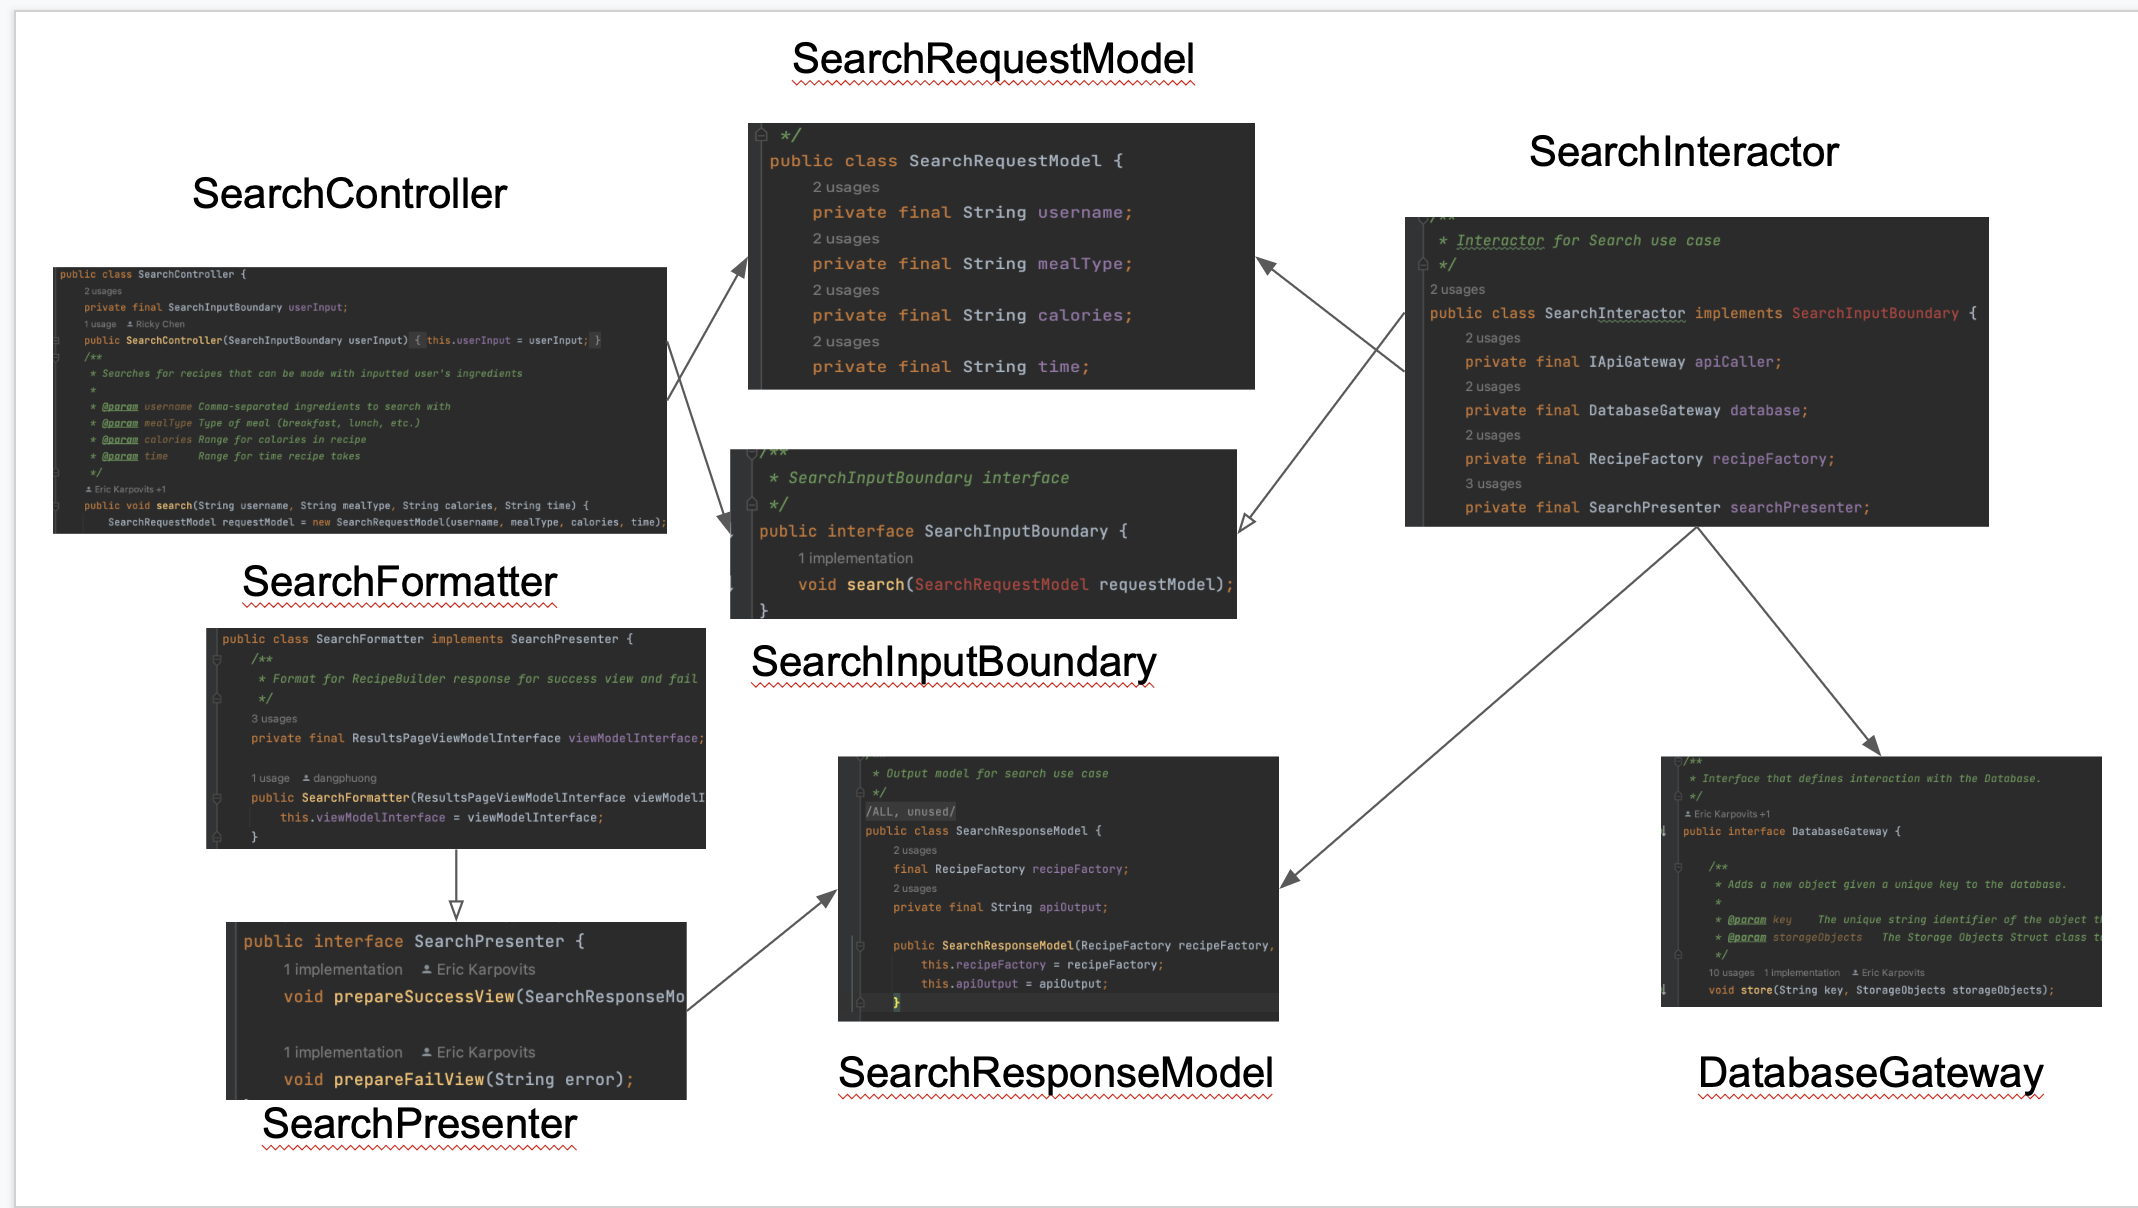 SearchRequestModel
*/
public class SearchRequestModel {
2 usages
private final String username;
2 usages
private final String mealType;
2 usages
private final String calories;
2 usages
private final String time;
SearchInteractor
/**
* Interactor for Search use case
*/
2 usages
public class SearchInteractor implements SearchInputBoundary {
2 usages
private final IApiGateway apiCaller;
2 usages
private final DatabaseGateway database;
2 usages
private final RecipeFactory recipeFactory;
3 usages
private final SearchPresenter searchPresenter;
SearchController
public class SearchController {
2 usages
private final SearchInputBoundary userInput;
1 usage Ricky Chen
public SearchController(SearchInputBoundary userInput) { this.userInput = userInput; }
/**
* Searches for recipes that can be made with inputted user's ingredients
*
* @param username Comma-separated ingredients to search with
* @param mealType Type of meal (breakfast, lunch, etc.)
* @param calories Range for calories in recipe
* @param time Range for time recipe takes
*/
Eric Karpovits +1
public void search(String username, String mealType, String calories, String time) {
SearchRequestModel requestModel = new SearchRequestModel(username, mealType, calories, time);
/**
* SearchInputBoundary interface
*/
public interface SearchInputBoundary {
1 implementation
void search(SearchRequestModel requestModel);
}
SearchInputBoundary
SearchFormatter
public class SearchFormatter implements SearchPresenter {
/**
* Format for RecipeBuilder response for success view and fail
*/
3 usages
private final ResultsPageViewModelInterface viewModelInterface;
1 usage dangphuong
public SearchFormatter(ResultsPageViewModelInterface viewModelI
this.viewModelInterface = viewModelInterface;
}
public interface SearchPresenter {
1 implementation Eric Karpovits
void prepareSuccessView(SearchResponseMo
1 implementation Eric Karpovits
void prepareFailView(String error);
SearchPresenter
* Output model for search use case
*/
/ALL, unused/
public class SearchResponseModel {
2 usages
final RecipeFactory recipeFactory;
2 usages
private final String apiOutput;
public SearchResponseModel(RecipeFactory recipeFactory,
this.recipeFactory = recipeFactory;
this.apiOutput = apiOutput;
}
SearchResponseModel
/**
* Interface that defines interaction with the Database.
*/
Eric Karpovits +1
public interface DatabaseGateway {
/**
* Adds a new object given a unique key to the database.
*
* @param key The unique string identifier of the object th
* @param storageObjects The Storage Objects Struct class to
*/
10 usages 1 implementation Eric Karpovits
void store(String key, StorageObjects storageObjects);
DatabaseGateway